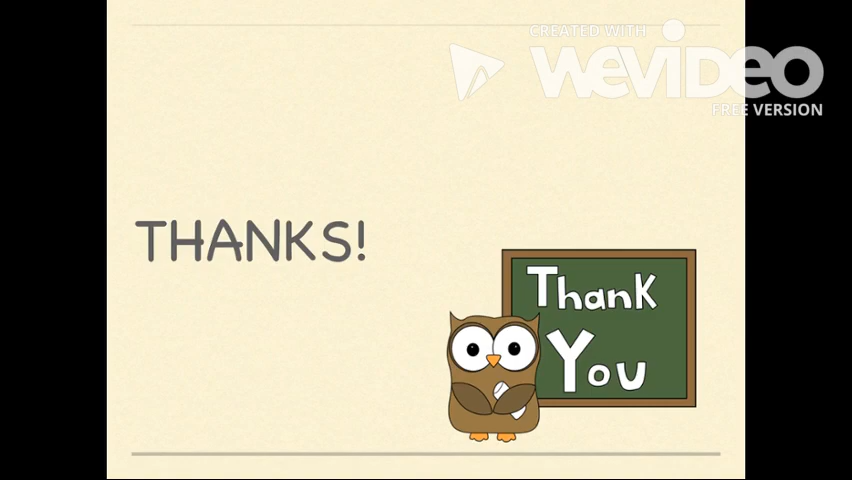 CREATED WITH
WEVIDEO
FREE VERSION
THANKS!
Thank
You